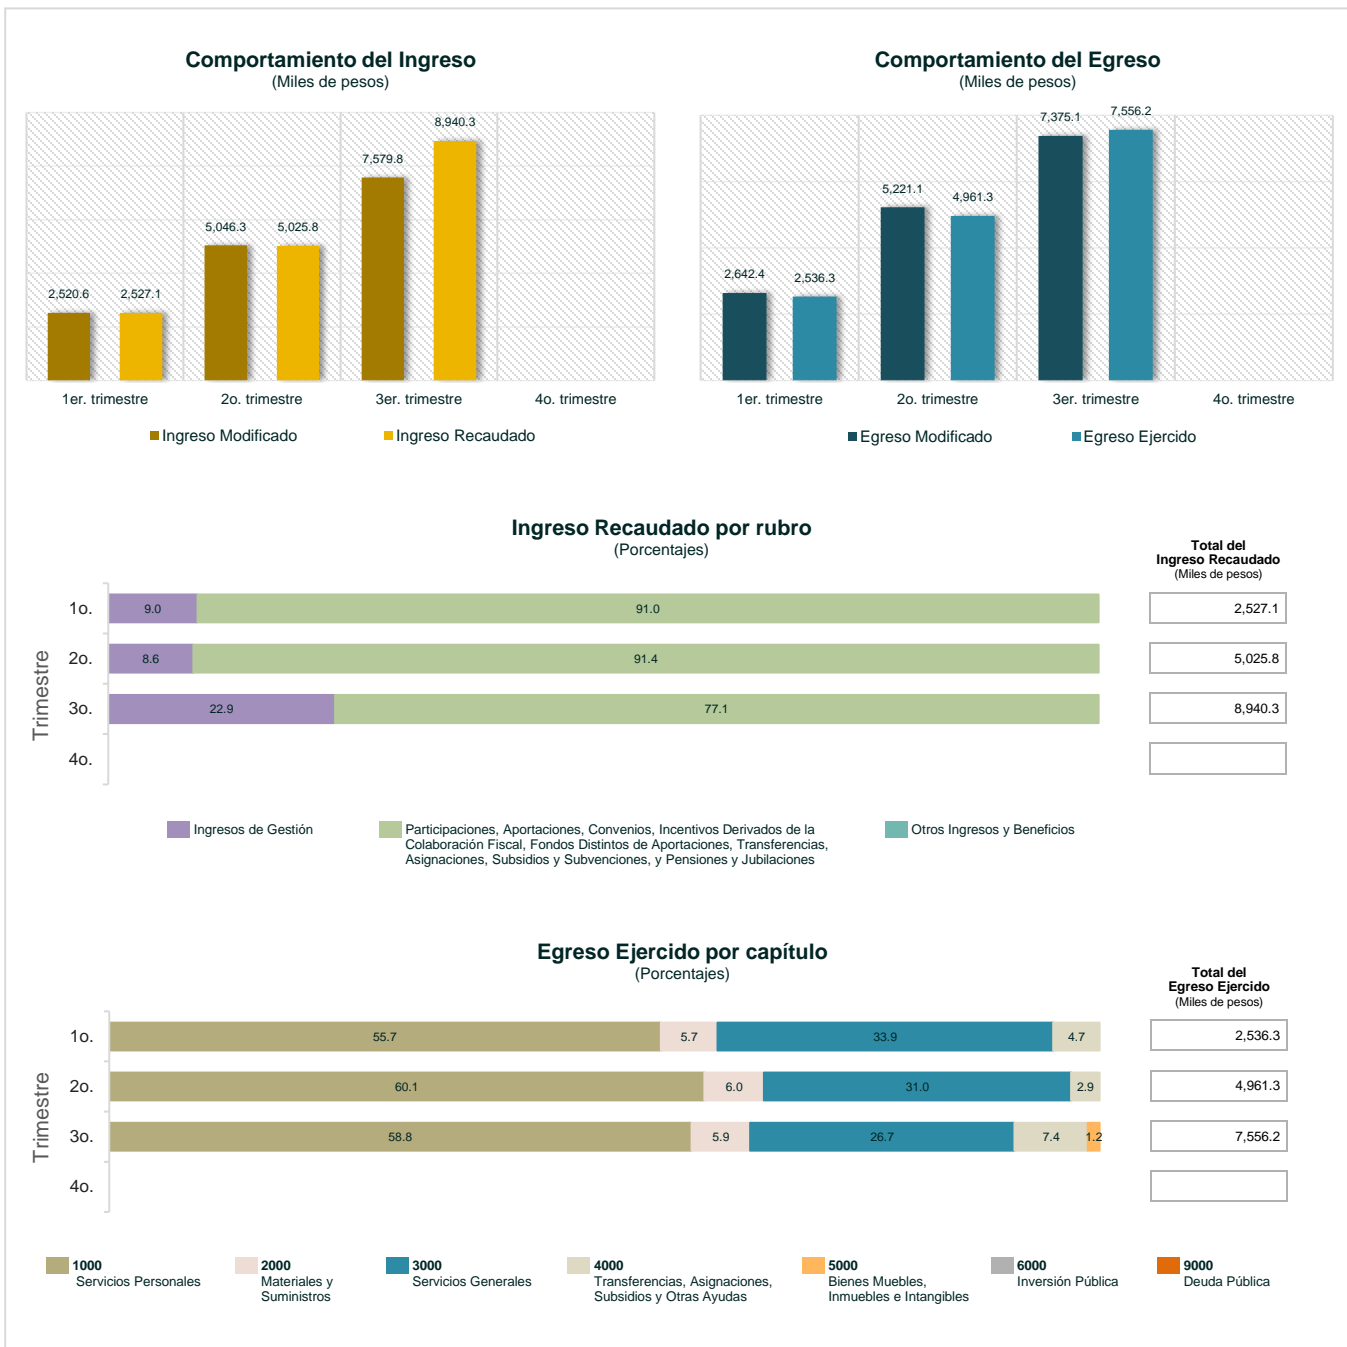 Comportamiento del Ingreso
(Miles de pesos)
2,520.6
2,527.1
5,046.3
5,025.8
7,579.8
8,940.3
1er. trimestre
2o. trimestre
3er. trimestre
4o. trimestre
Ingreso Modificado
Ingreso Recaudado
Comportamiento del Egreso
(Miles de pesos)
2,642.4
2,536.3
5,221.1
4,961.3
7,375.1
7,556.2
1er. trimestre
2o. trimestre
3er. trimestre
4o. trimestre
Egreso Modificado
Egreso Ejercido
Ingreso Recaudado por rubro
(Porcentajes)
Total del
Ingreso Recaudado
(Miles de pesos)
Trimestre
1o.
9.0
91.0
2,527.1
2o.
8.6
91.4
5,025.8
3o.
22.9
77.1
8,940.3
4o.
Ingresos de Gestión
Participaciones, Aportaciones, Convenios, Incentivos Derivados de la
Colaboración Fiscal, Fondos Distintos de Aportaciones, Transferencias,
Asignaciones, Subsidios y Subvenciones, y Pensiones y Jubilaciones
Otros Ingresos y Beneficios
Egreso Ejercido por capítulo
(Porcentajes)
Total del
Egreso Ejercido
(Miles de pesos)
Trimestre
1o.
55.7
5.7
33.9
4.7
2,536.3
2o.
60.1
6.0
31.0
2.9
4,961.3
3o.
58.8
5.9
26.7
7.4
1.2
7,556.2
4o.
1000
Servicios Personales
2000
Materiales y
Suministros
3000
Servicios Generales
4000
Transferencias, Asignaciones,
Subsidios y Otras Ayudas
5000
Bienes Muebles,
Inmuebles e Intangibles
6000
Inversión Pública
9000
Deuda Pública